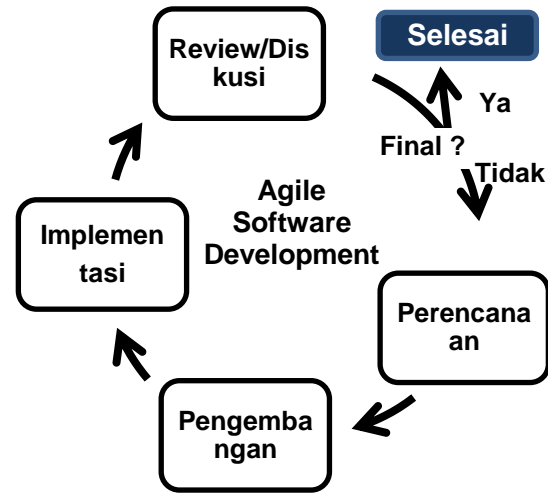 Review/Dis
kusi
Selesai
Ya
Final ?
Tidak
Agile
Software
Development
Implemen
tasi
Perencana
an
Pengemba
ngan